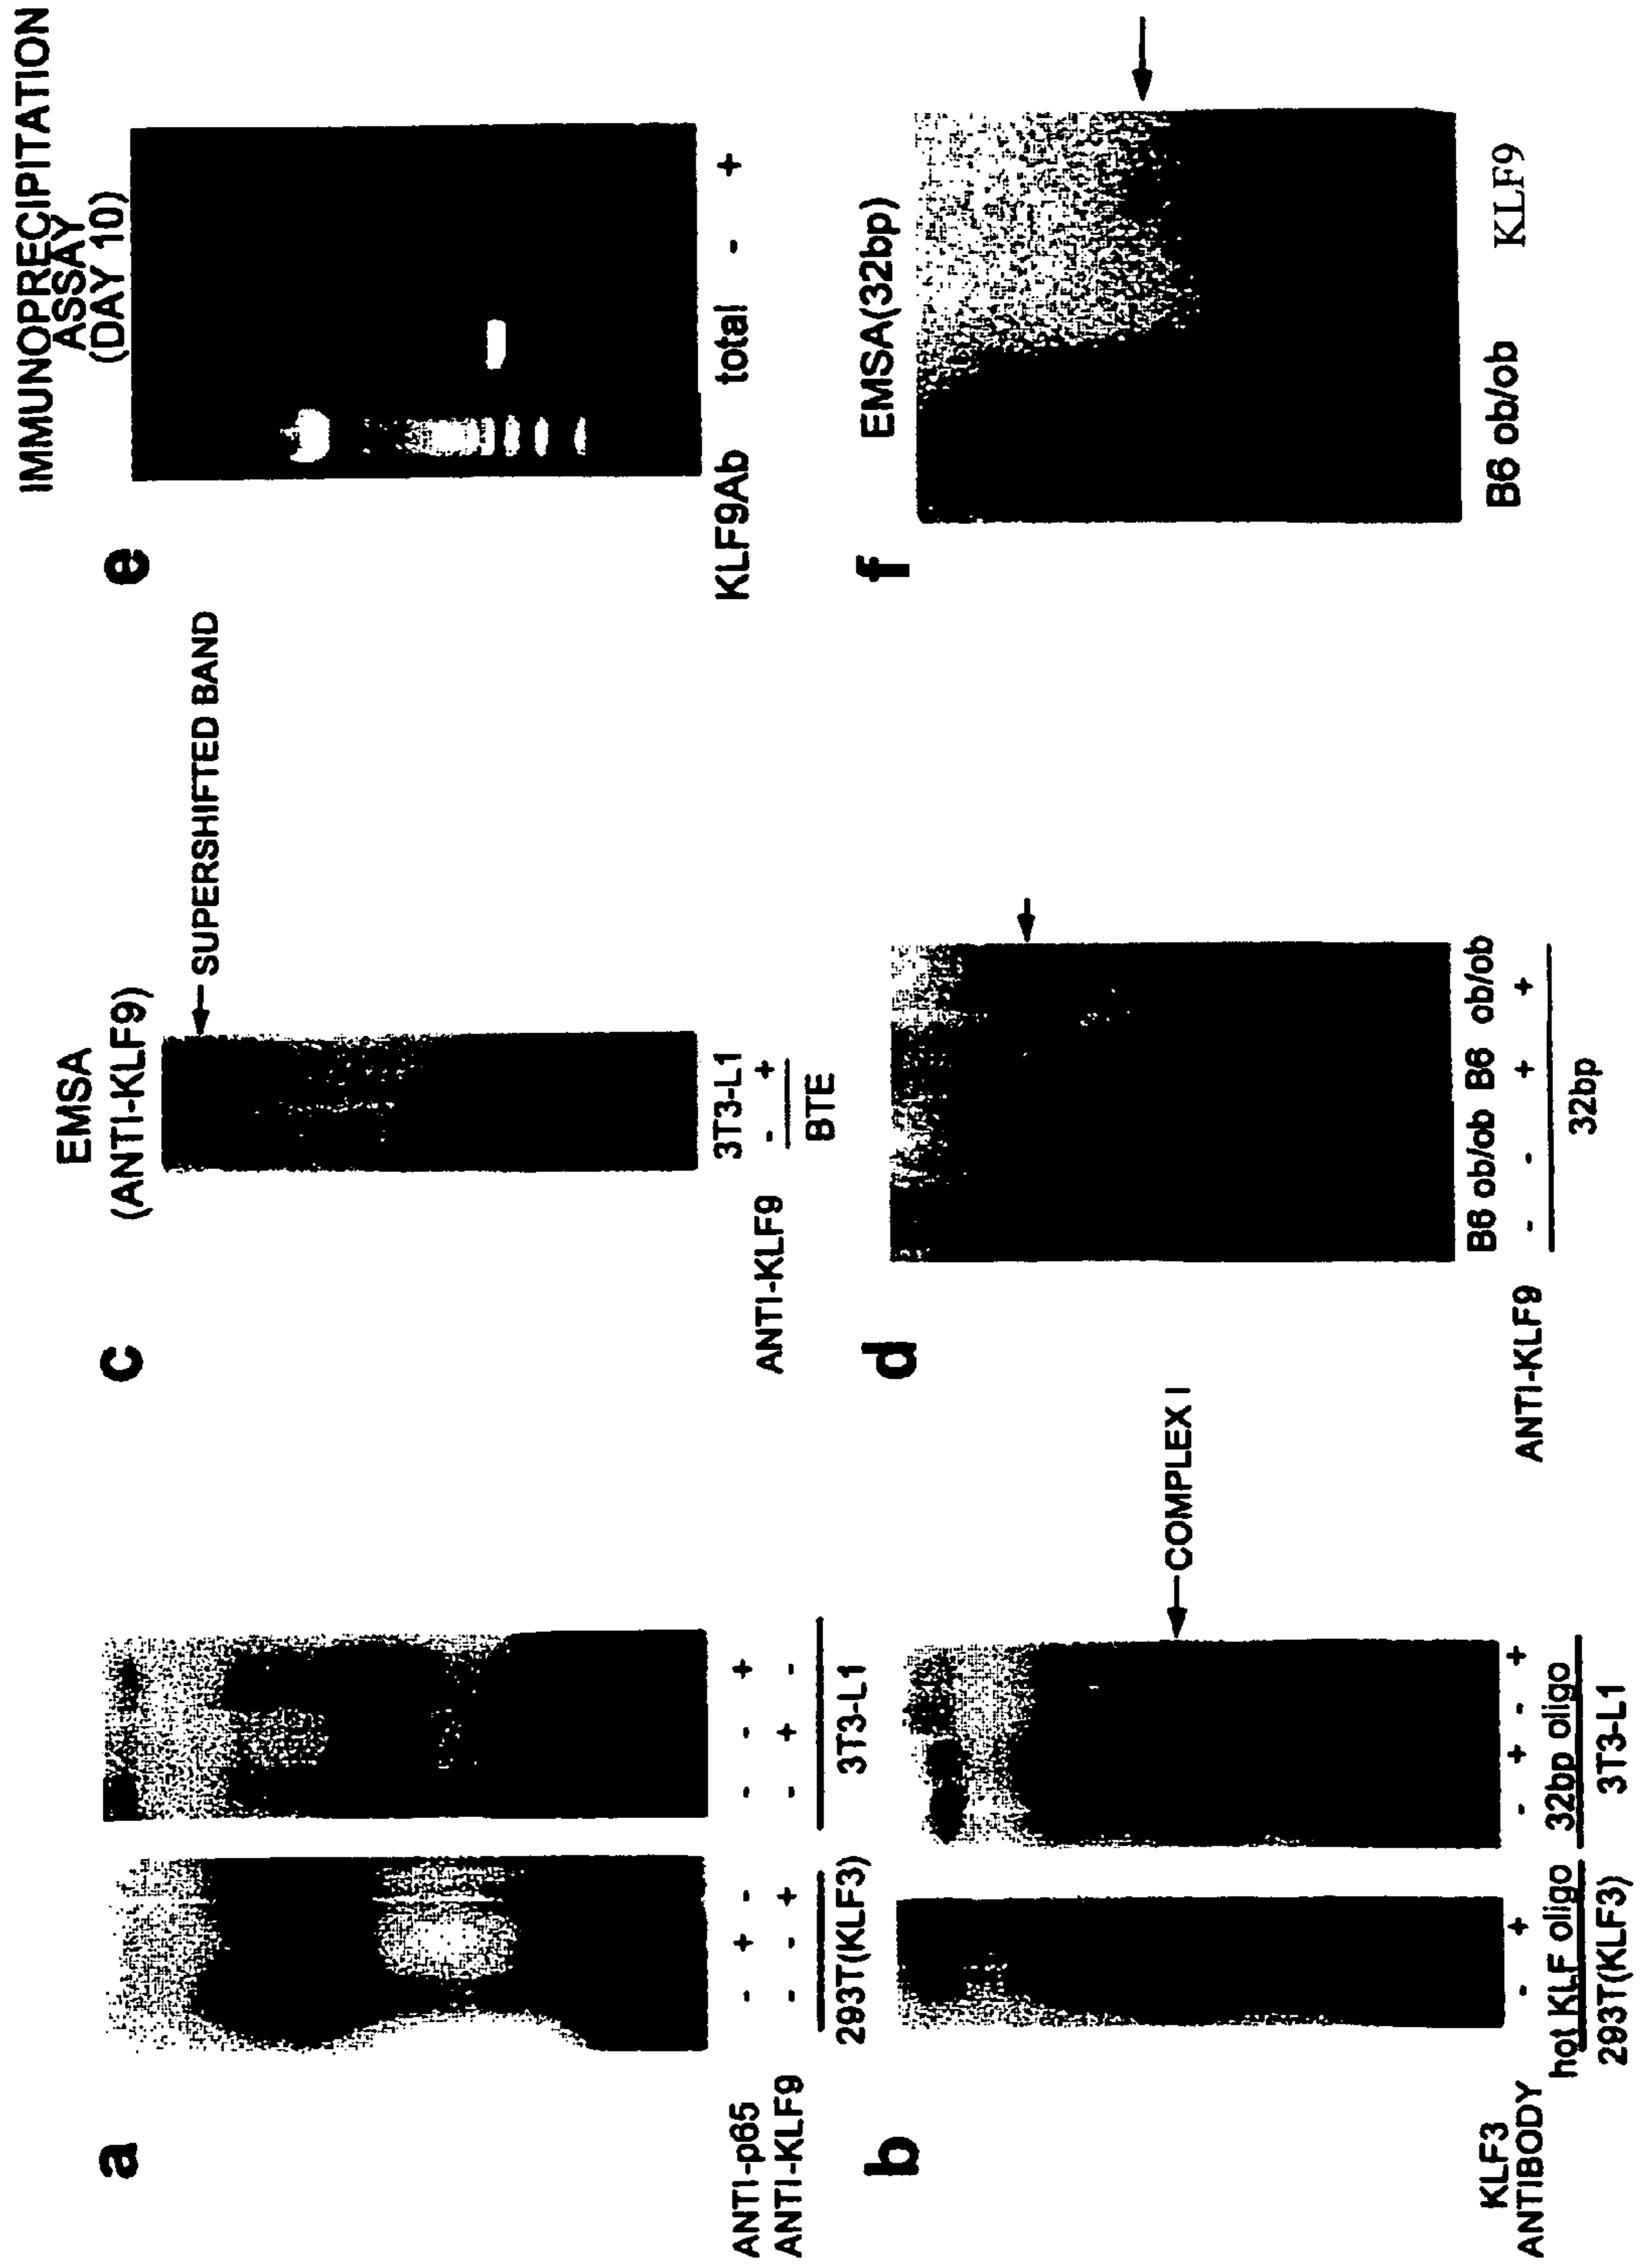 a
ANTI-p65 - + - - - +
ANTI-KLF9 - - + - + -
293T(KLF3) 3T3-L1
b
COMPLEX I
KLF3 ANTIBODY - + - + - +
hot KLF oligo 32bp oligo
293T(KLF3) 3T3-L1
c
EMSA
(ANTI-KLF9)
SUPERSHIFTED BAND
3T3-L1
ANTI-KLF9 - +
BTE
d
B6 ob/ob B6 ob/ob
ANTI-KLF9 - - + +
32bp
e
IMMUNOPRECIPITATION
ASSAY
(DAY 10)
KLF9Ab total - +
f
EMSA(32bp)
B6 ob/ob KLF9